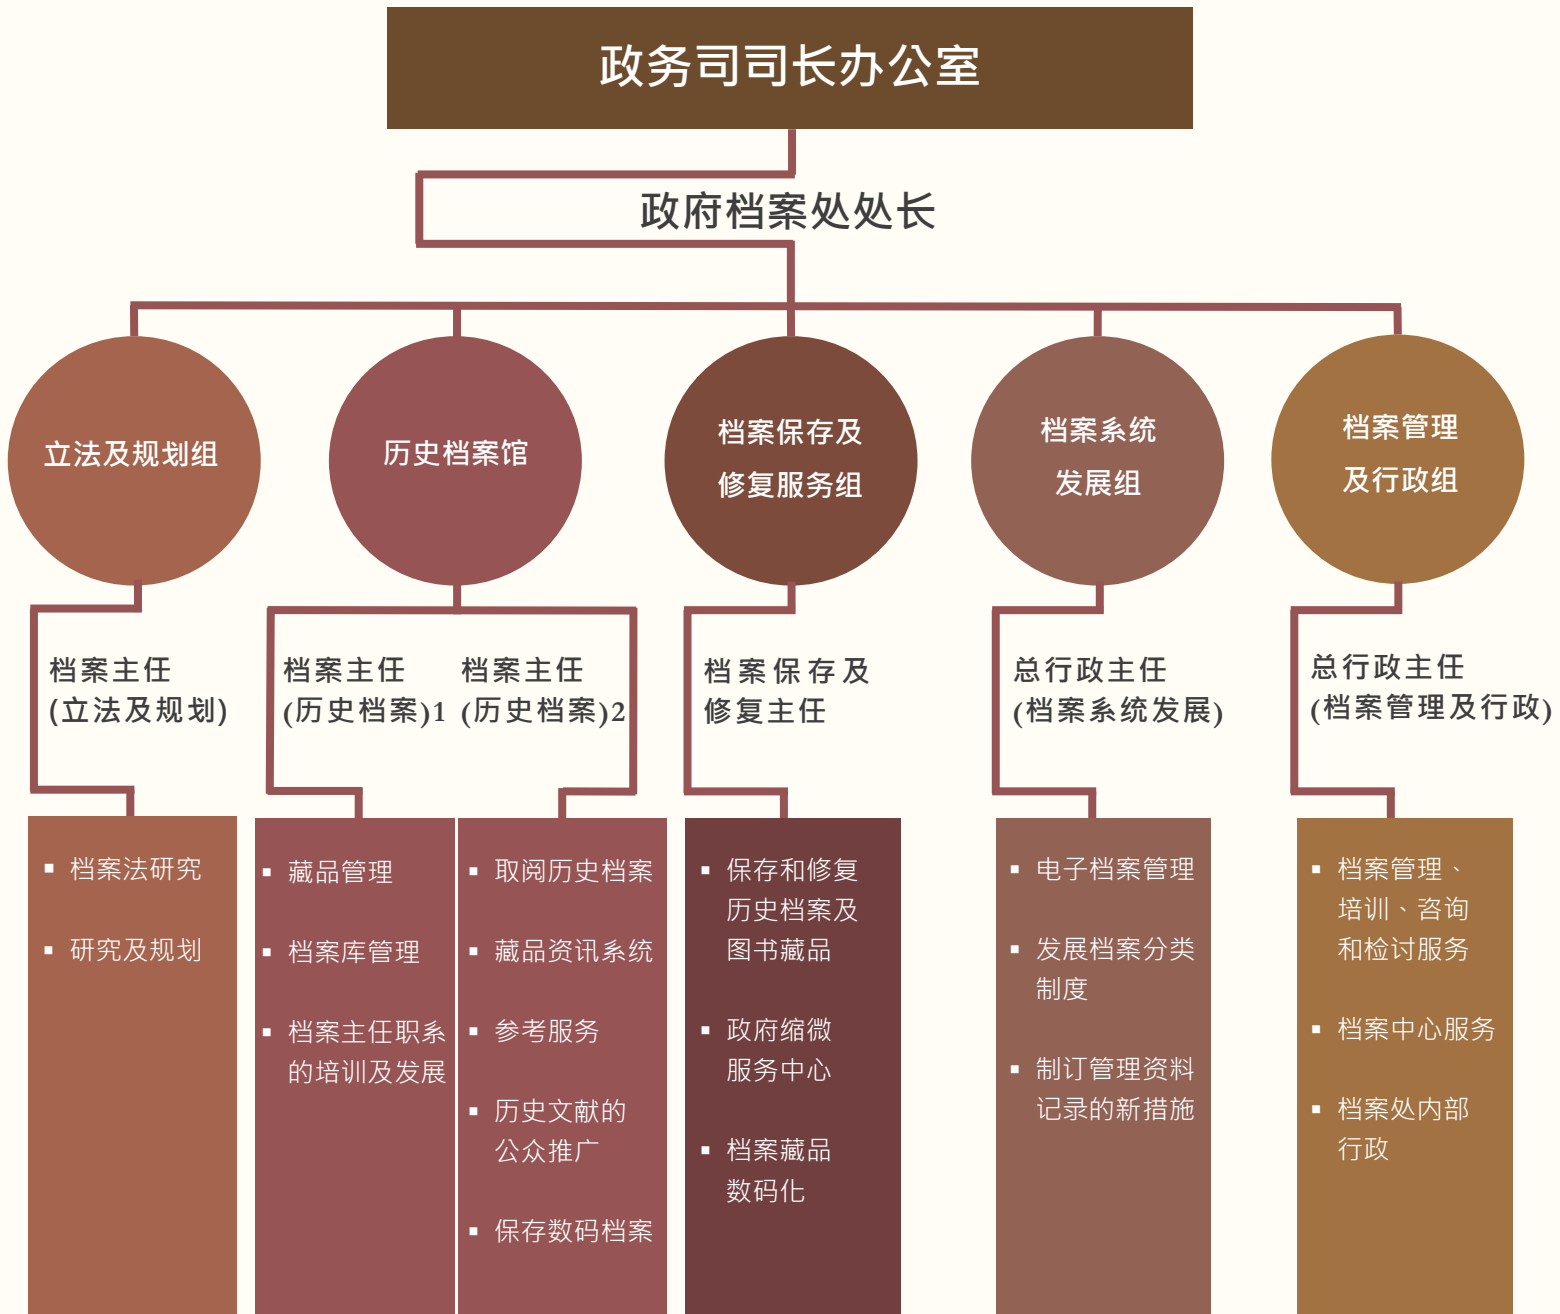 政务司司长办公室
政府档案处处长
立法及规划组
历史档案馆
档案保存及
修复服务组
档案系统
发展组
档案管理
及行政组
档案主任
(立法及规划)
档案主任
(历史档案)1
档案主任
(历史档案)2
档案保存及
修复主任
总行政主任
(档案系统发展)
总行政主任
(档案管理及行政)
▪ 档案法研究
▪ 研究及规划
▪ 藏品管理
▪ 档案库管理
▪ 档案主任职系
的培训及发展
▪ 取阅历史档案
▪ 藏品资讯系统
▪ 参考服务
▪ 历史文献的
公众推广
▪ 保存数码档案
▪ 保存和修复
历史档案及
图书藏品
▪ 政府缩微
服务中心
▪ 档案藏品
数码化
▪ 电子档案管理
▪ 发展档案分类
制度
▪ 制订管理资料
记录的新措施
▪ 档案管理、
培训、咨询
和检讨服务
▪ 档案中心服务
▪ 档案处内部
行政